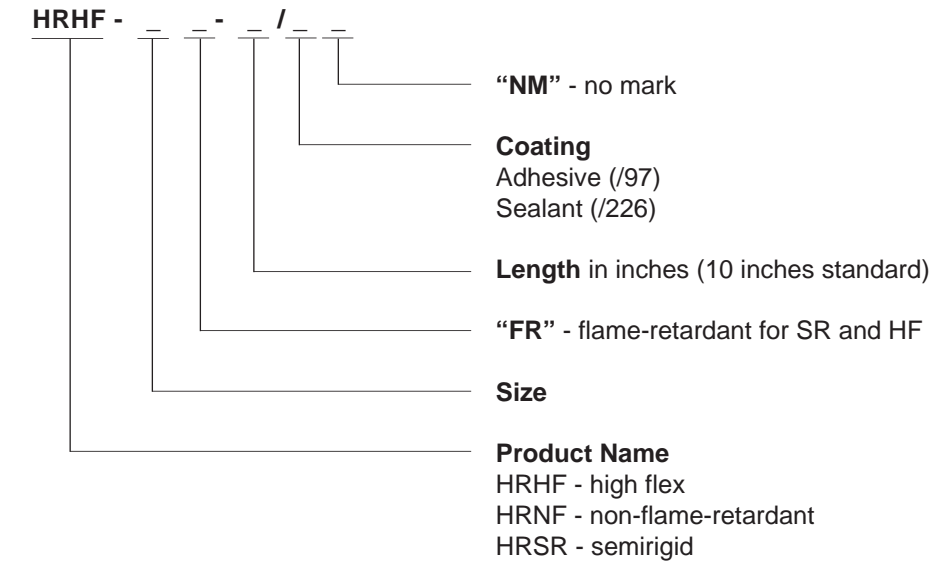 HRHF - _ _ - _ / _ _
“NM” - no mark
Coating
Adhesive (/97)
Sealant (/226)
Length in inches (10 inches standard)
“FR” - flame-retardant for SR and HF
Size
Product Name
HRHF - high flex
HRNF - non-flame-retardant
HRSR - semirigid